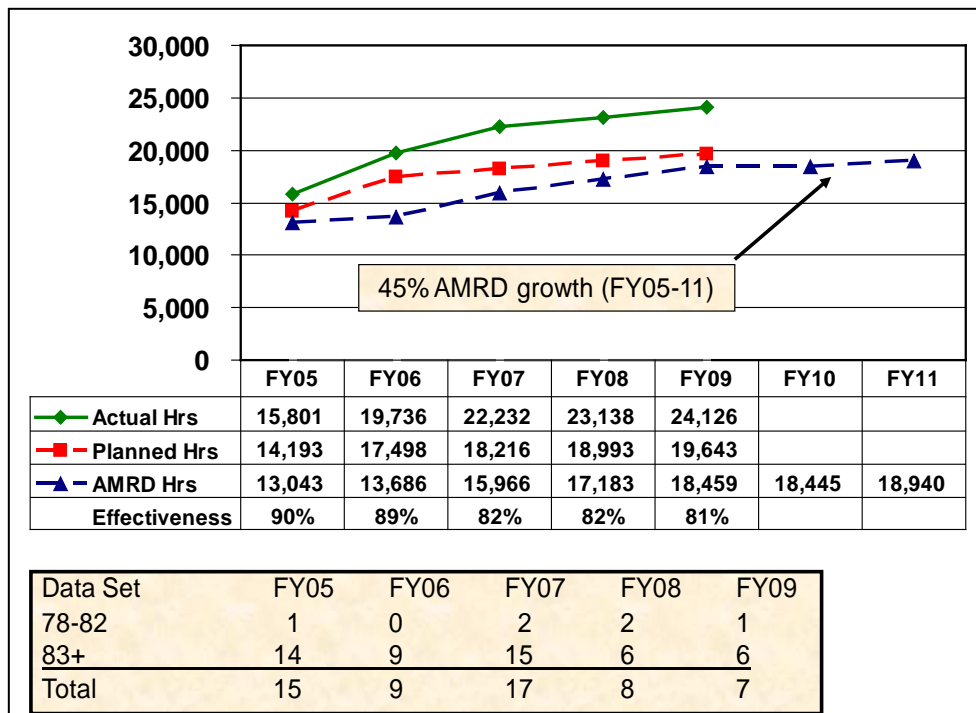 30,000
25,000
20,000
15,000
10,000
5,000
0
45% AMRD growth (FY05-11)
FY05 FY06 FY07 FY08 FY09 FY10 FY11
Actual Hrs 15,801 19,736 22,232 23,138 24,126
Planned Hrs 14,193 17,498 18,216 18,993 19,643
AMRD Hrs 13,043 13,686 15,966 17,183 18,459 18,445 18,940
Effectiveness 90% 89% 82% 82% 81%
Data Set FY05 FY06 FY07 FY08 FY09
78-82 1 0 2 2 1
83+ 14 9 15 6 6
Total 15 9 17 8 7